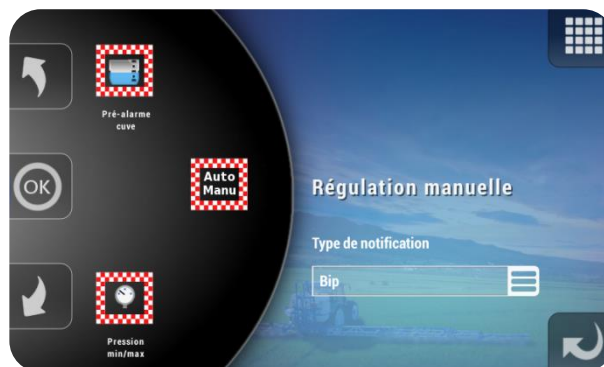 Pré-alarme
cuve
OK
Auto
Manu
Régulation manuelle
Type de notification
Bip
Pression
min/max